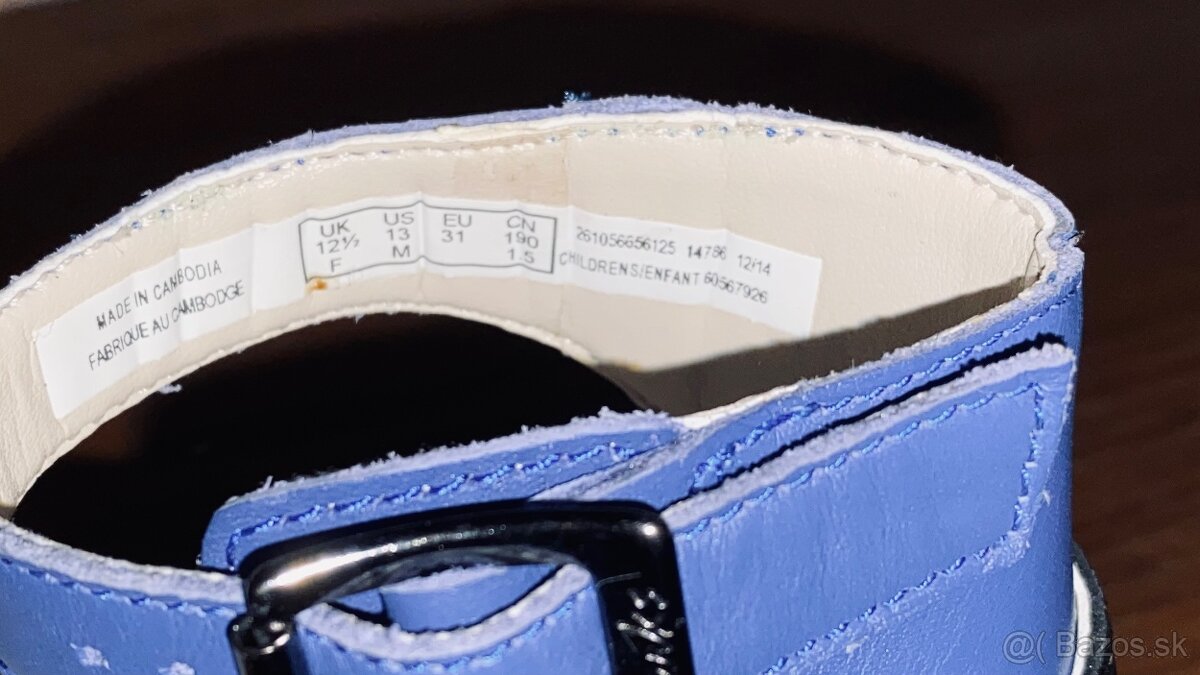 MADE IN CAMBODIA
FABRIQUE AU CAMBODGE
UK US EU CN
12½ 13 31 190
F M 1.5
261056656125 14786 12/14
CHILDRENS/ENFANT 60567926
@( Bazos.sk